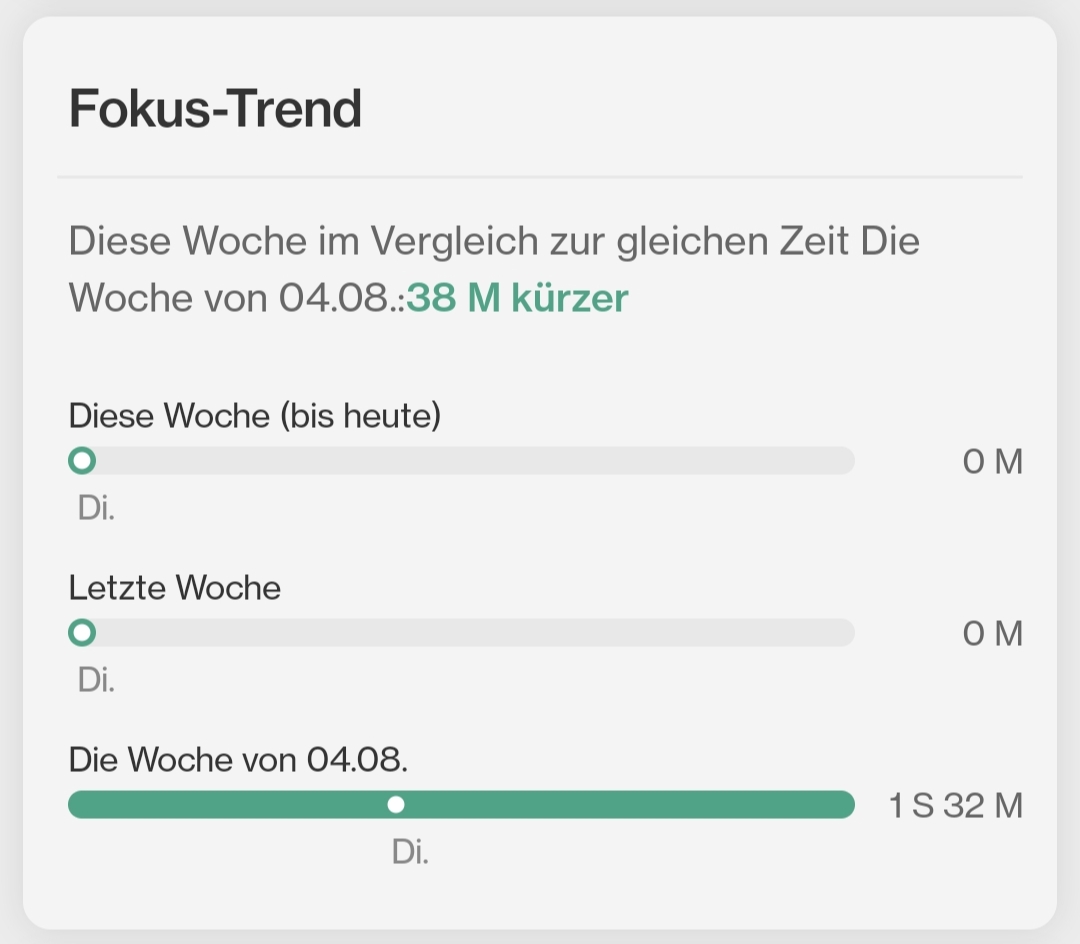 Fokus-Trend
Diese Woche im Vergleich zur gleichen Zeit Die
Woche von 04.08.:38 M kürzer
Diese Woche (bis heute)
0 M
Di.
Letzte Woche
0 M
Di.
Die Woche von 04.08.
1 S 32 M
Di.